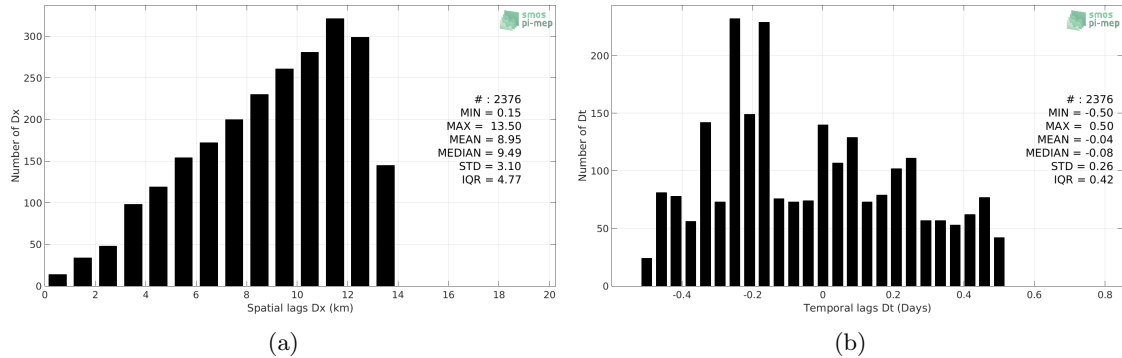 smos
pi-mep
300
250
200
150
100
50
0
Number of Dx
# : 2376
MIN = 0.15
MAX = 13.50
MEAN = 8.95
MEDIAN = 9.49
STD = 3.10
IQR = 4.77
0 2 4 6 8 10 12 14 16 18 20
Spatial lags Dx (km)
(a)
smos
pi-mep
200
150
100
50
0
Number of Dt
# : 2376
MIN = -0.50
MAX = 0.50
MEAN = -0.04
MEDIAN = -0.08
STD = 0.26
IQR = 0.42
-0.4 -0.2 0 0.2 0.4 0.6 0.8
Temporal lags Dt (Days)
(b)